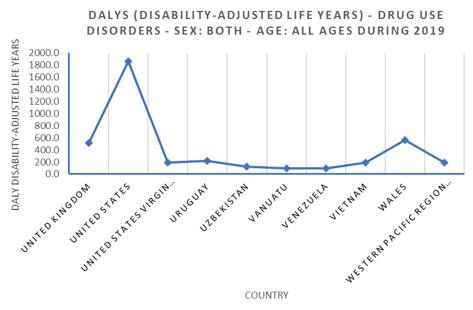 DALYS (DISABILITY-ADJUSTED LIFE YEARS) - DRUG USE
DISORDERS - SEX: BOTH - AGE: ALL AGES DURING 2019
DALY DISABILITY-ADJUSTED LIFE YEARS
2000.0
1800.0
1600.0
1400.0
1200.0
1000.0
800.0
600.0
400.0
200.0
0.0
UNITED KINGDOM
UNITED STATES
UNITED STATES VIRGIN...
URUGUAY
UZBEKISTAN
VANUATU
VENEZUELA
VIETNAM
WALES
WESTERN PACIFIC REGION...
COUNTRY